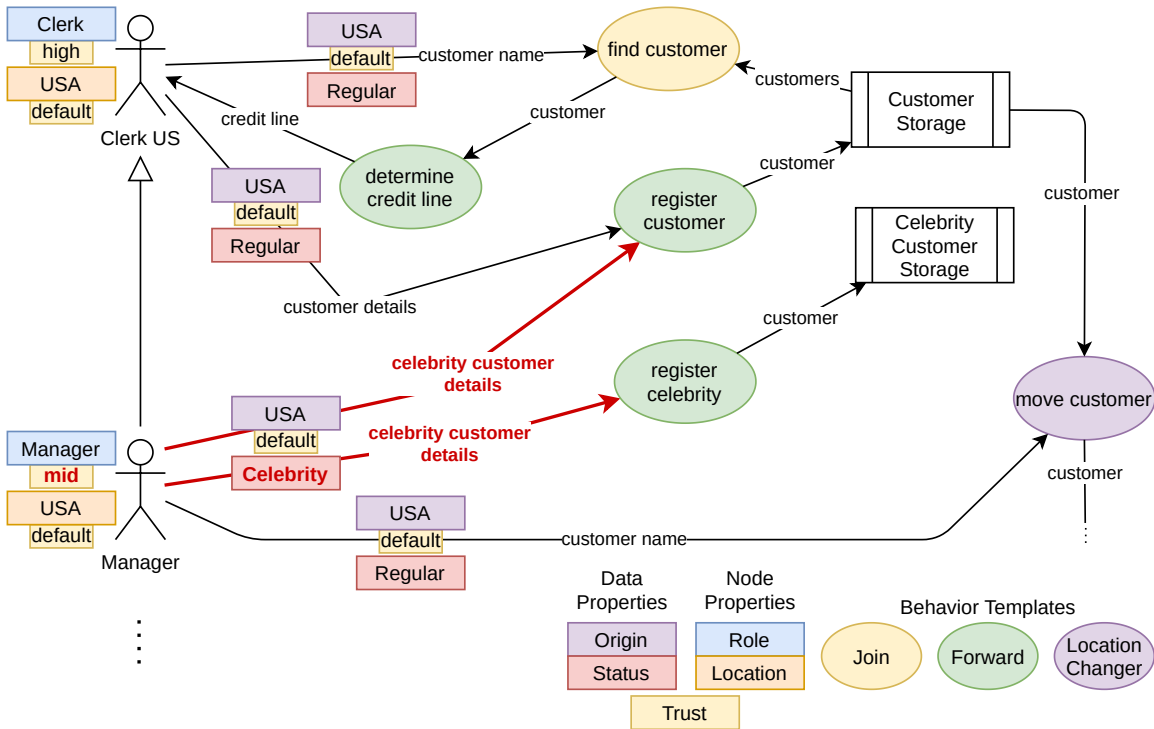 Clerk
high
USA
default
Clerk US
USA
default
Regular
customer name
find customer
customers
Customer
Storage
credit line
customer
determine
credit line
USA
default
Regular
customer details
register
customer
customer
customer
Celebrity
Customer
Storage
customer
celebrity customer
details
register
celebrity
move customer
USA
default
Celebrity
celebrity customer
details
Manager
mid
USA
default
Manager
USA
default
Regular
customer name
customer
Data
Properties
Node
Properties
Behavior Templates
Origin
Status
Role
Location
Trust
Join
Forward
Location
Changer